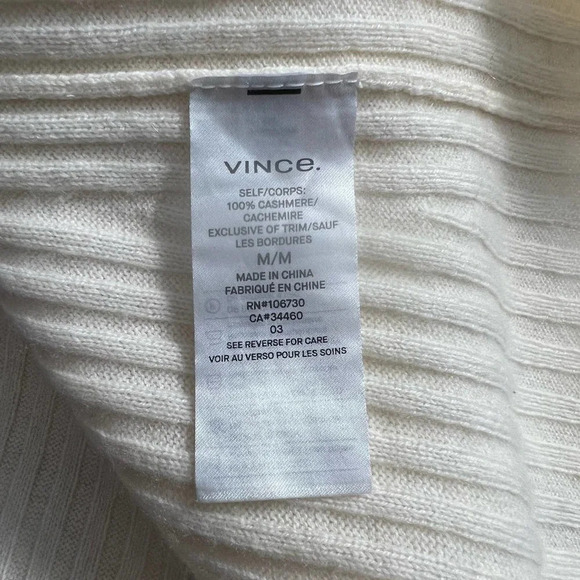 VINCE.
SELF/CORPS:
100% CASHMERE/
CACHEMIRE
EXCLUSIVE OF TRIM/SAUF
LES BORDURES
M/M
MADE IN CHINA
FABRIQUÉ EN CHINE
RN#106730
CA#34460
03
SEE REVERSE FOR CARE
VOIR AU VERSO POUR LES SOINS